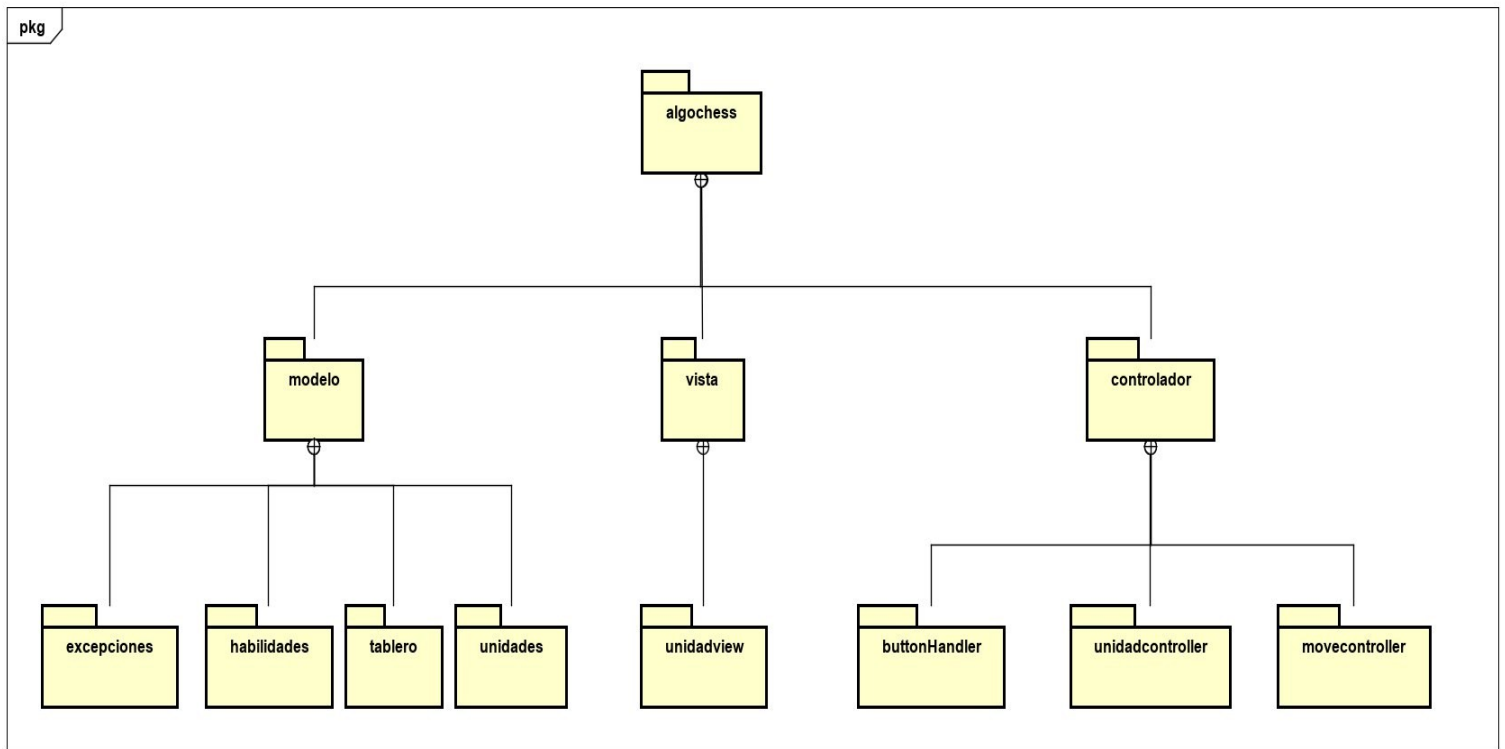 pkg
algochess
modelo
vista
controlador
excepciones
habilidades
tablero
unidades
unidadview
buttonHandler
unidadcontroller
movecontroller